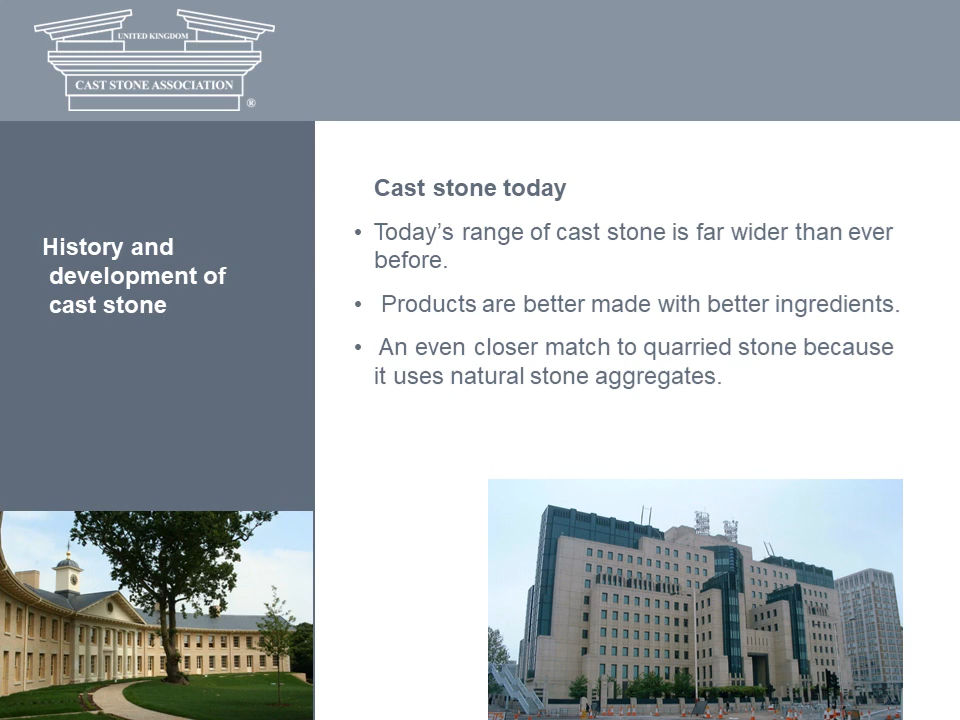 UNITED KINGDOM
CAST STONE ASSOCIATION
®
History and
development of
cast stone
Cast stone today
• Today’s range of cast stone is far wider than ever
before.
• Products are better made with better ingredients.
• An even closer match to quarried stone because
it uses natural stone aggregates.